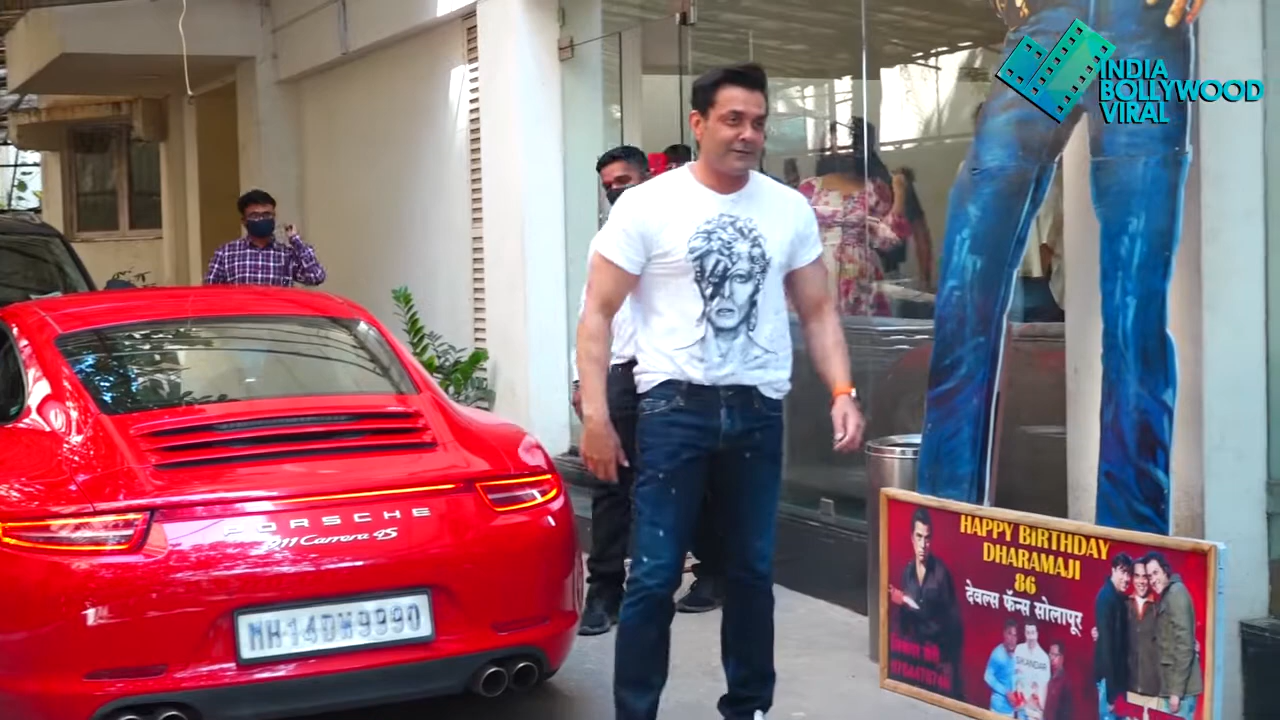 INDIA
BOLLYWOOD
VIRAL
PORSCHE
911 Carrera 4S
MH14DW9990
HAPPY BiRTHDAY
DHARAMAJI
86
देवल्स फॅन्स सोलापूर